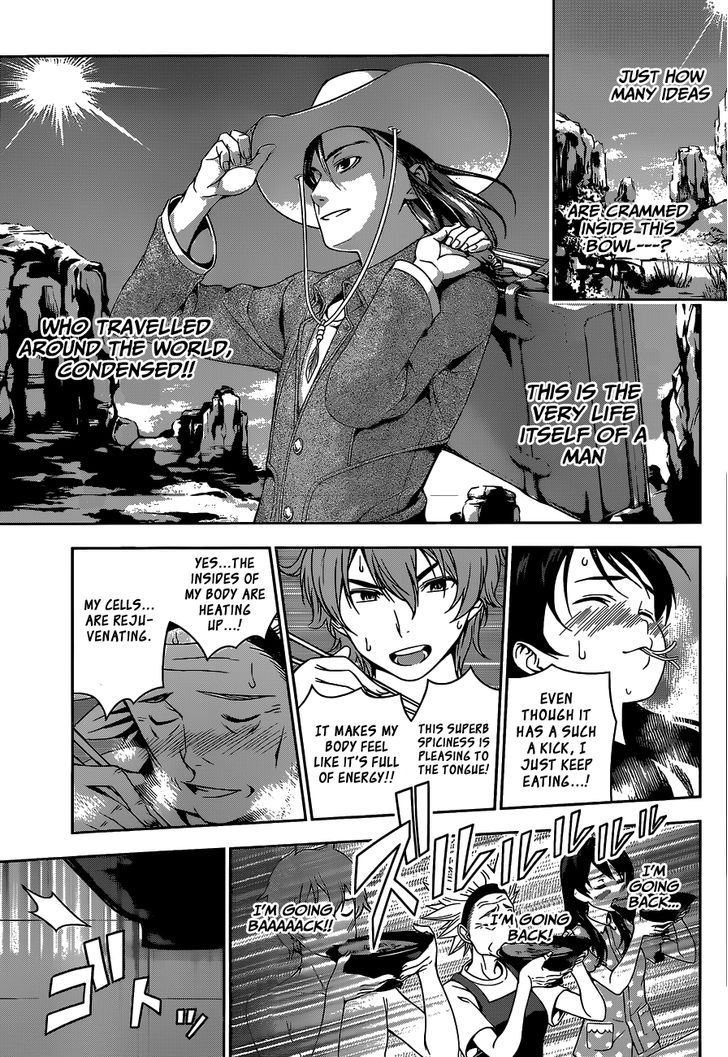 JUST HOW
MANY IDEAS
ARE CRAMMED
INSIDE THIS
BOWL---?
THIS IS THE
VERY LIFE
ITSELF OF A
MAN
WHO TRAVELLED
AROUND THE WORLD,
CONDENSED!!
EVEN
THOUGH IT
HAS A SUCH
A KICK, I
JUST KEEP
EATING...!
THIS SUPERB
SPICINESS IS
PLEASING TO
THE TONGUE!
IT MAKES MY
BODY FEEL
LIKE IT'S FULL
OF ENERGY!!
YES...THE
INSIDES OF
MY BODY ARE
HEATING
UP...!
MY CELLS...
ARE REJU-
VENATING.
ズルルルルルル
I'M
GOING
BACK...
I'M GOING
BACK!
I'M GOING
BAAAAACK!!
ゴトッ